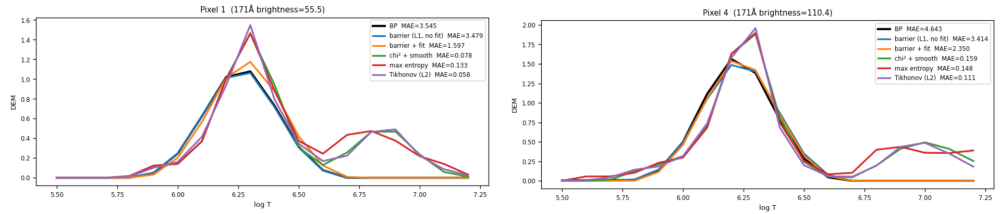 Pixel 1  (171Å brightness=55.5)
BP  MAE=3.545
barrier (L1, no fit)  MAE=3.479
barrier + fit  MAE=1.597
chi² + smooth  MAE=0.078
max entropy  MAE=0.133
Tikhonov (L2)  MAE=0.058
1.6
1.4
1.2
1.0
0.8
0.6
0.4
0.2
0.0
DEM
5.50 5.75 6.00 6.25 6.50 6.75 7.00 7.25
log T
Pixel 4  (171Å brightness=110.4)
BP  MAE=4.643
barrier (L1, no fit)  MAE=3.414
barrier + fit  MAE=2.350
chi² + smooth  MAE=0.159
max entropy  MAE=0.148
Tikhonov (L2)  MAE=0.111
2.00
1.75
1.50
1.25
1.00
0.75
0.50
0.25
0.00
DEM
5.50 5.75 6.00 6.25 6.50 6.75 7.00 7.25
log T